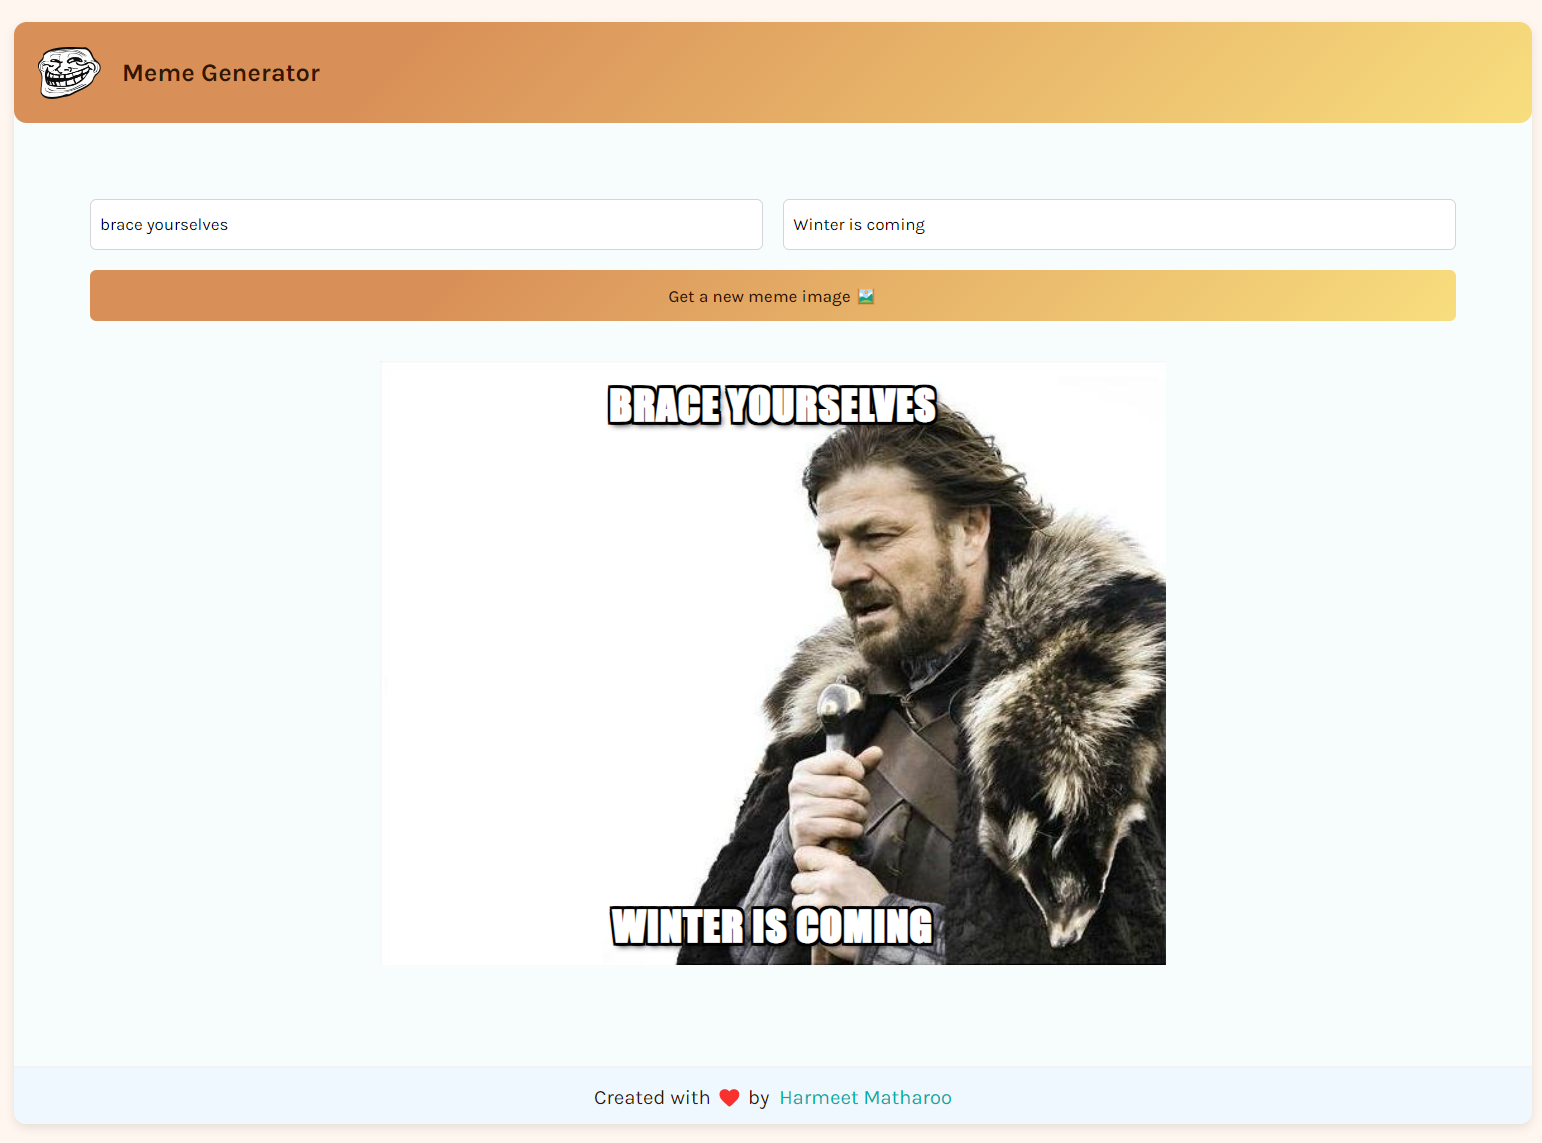 Meme Generator
brace yourselves
Winter is coming
Get a new meme image 🖼️
BRACE YOURSELVES
WINTER IS COMING
Created with ❤️ by Harmeet Matharoo